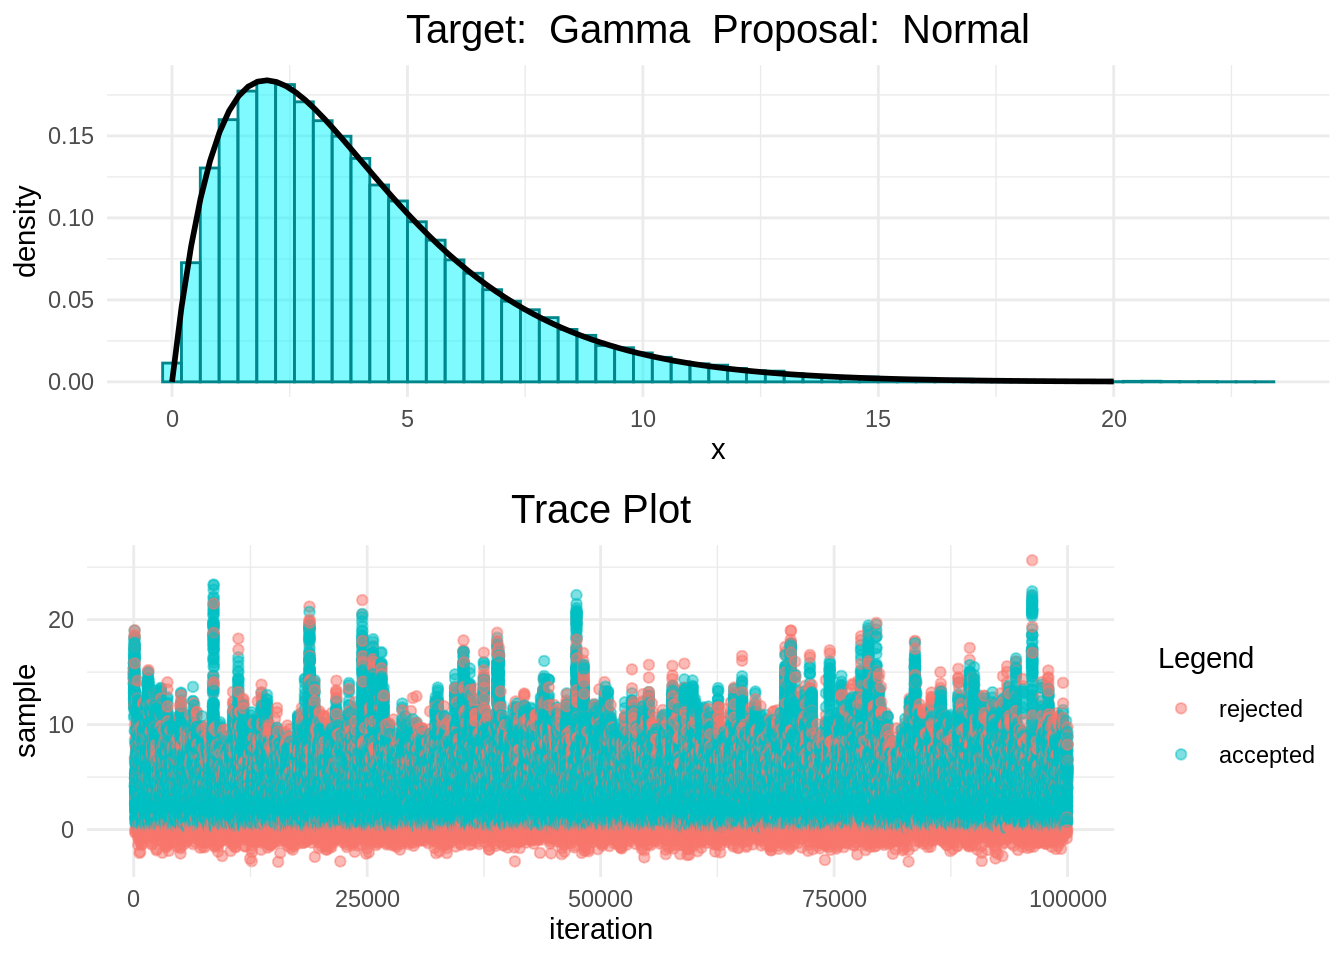 Target:  Gamma  Proposal:  Normal
density
0.15
0.10
0.05
0.00
0 5 10 15 20
x
Trace Plot
sample
20
10
0
0 25000 50000 75000 100000
iteration
Legend
rejected
accepted